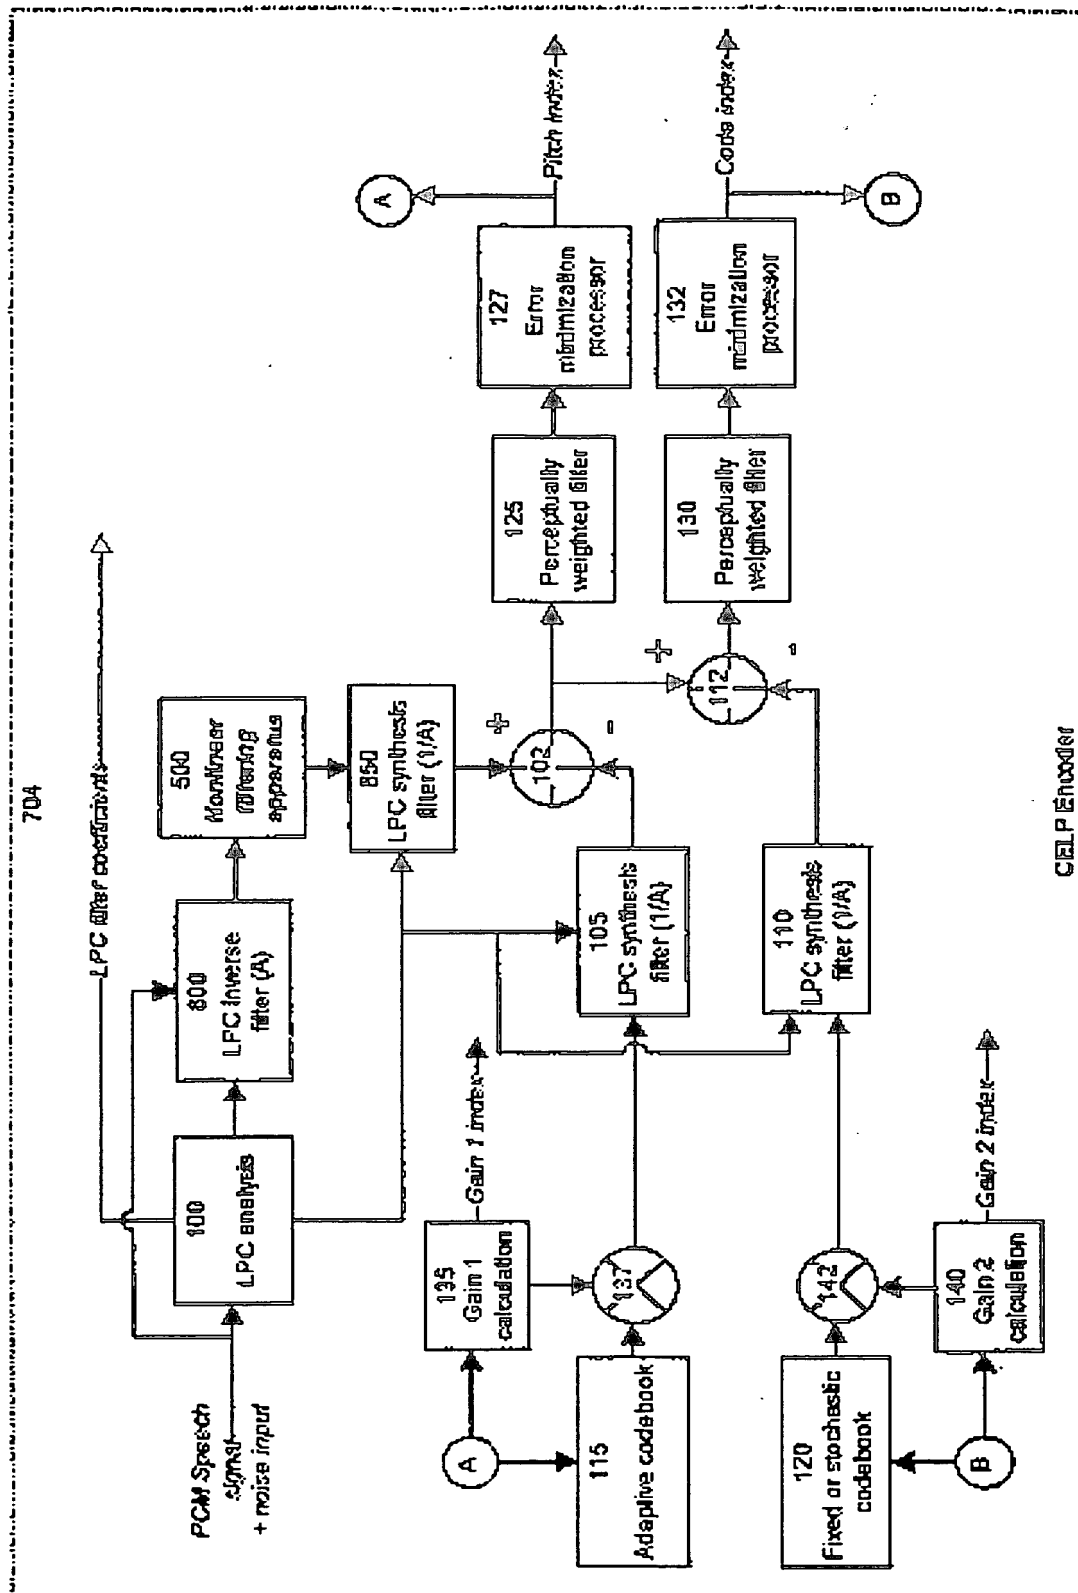 704
LPC filter coefficients
PCM Speech
signal
+ noise input
100
LPC analysis
800
LPC inverse
filter (A)
500
Nonlinear
filtering
apparatus
850
LPC synthesis
filter (1/A)
+
102
-
125
Perceptually
weighted filter
127
Error
minimization
processor
A
Pitch index
135
Gain 1
calculation
Gain 1 index
A
115
Adaptive codebook
137
105
LPC synthesis
filter (1/A)
+
112
-
130
Perceptually
weighted filter
132
Error
minimization
processor
Code index
B
120
Fixed or stochastic
codebook
142
110
LPC synthesis
filter (1/A)
B
140
Gain 2
calculation
Gain 2 index
CELP Encoder